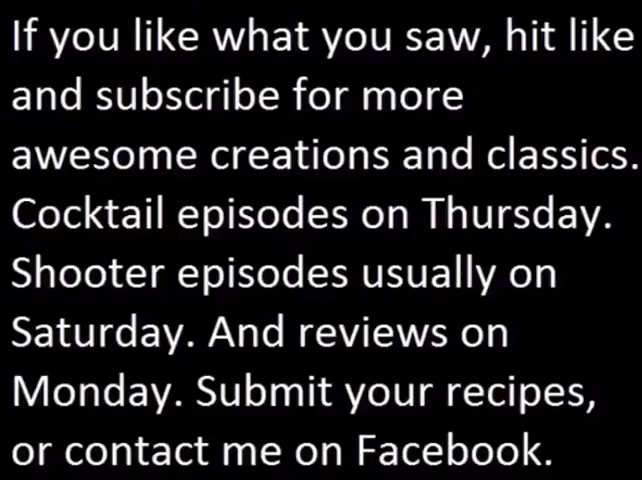 If you like what you saw, hit like
and subscribe for more
awesome creations and classics.
Cocktail episodes on Thursday.
Shooter episodes usually on
Saturday. And reviews on
Monday. Submit your recipes,
or contact me on Facebook.